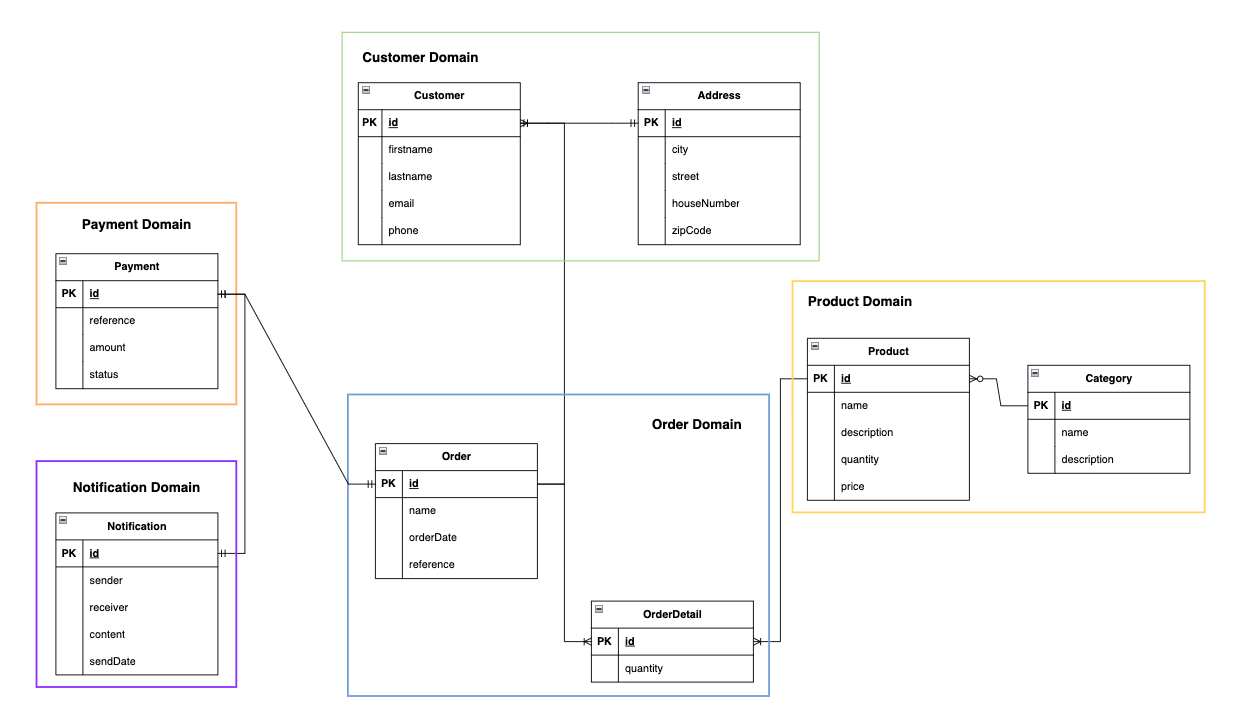 Customer Domain
Customer
PK id
firstname
lastname
email
phone
Address
PK id
city
street
houseNumber
zipCode
Payment Domain
Payment
PK id
reference
amount
status
Product Domain
Product
PK id
name
description
quantity
price
Category
PK id
name
description
Order Domain
Order
PK id
name
orderDate
reference
OrderDetail
PK id
quantity
Notification Domain
Notification
PK id
sender
receiver
content
sendDate